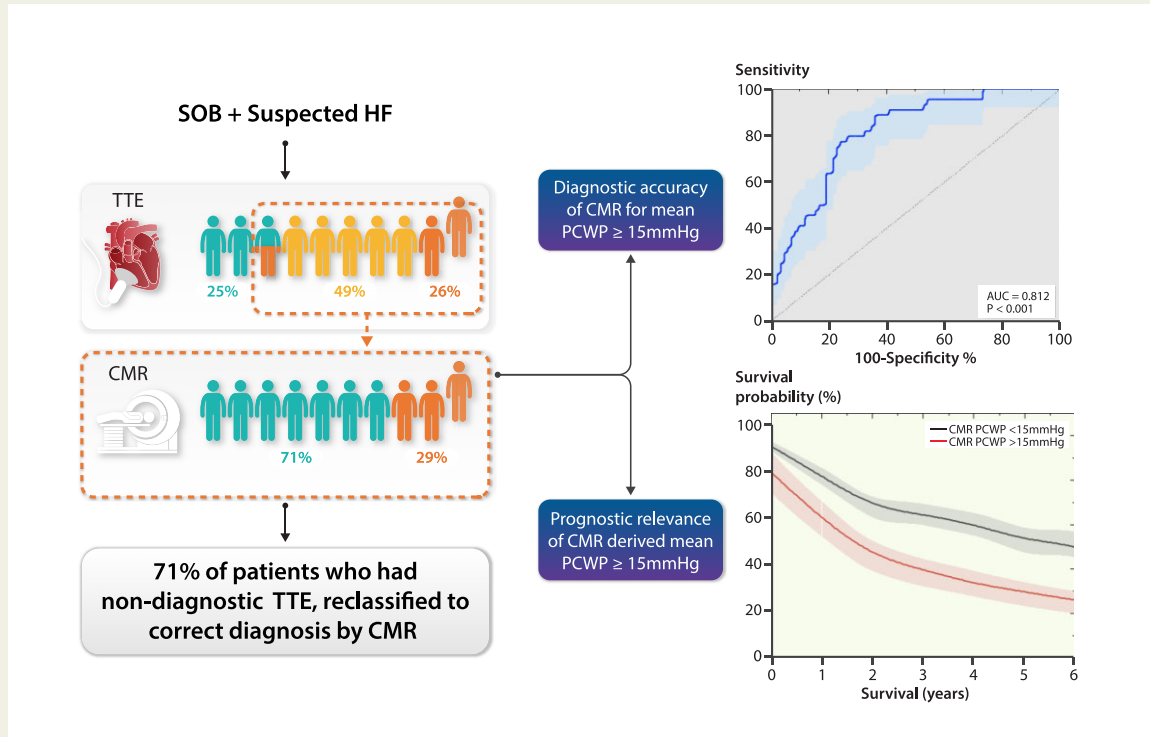 SOB + Suspected HF
TTE
25%
49%
26%
CMR
71%
29%
71% of patients who had
non-diagnostic TTE, reclassified to
correct diagnosis by CMR
Diagnostic accuracy
of CMR for mean
PCWP ≥ 15mmHg
Prognostic relevance
of CMR derived mean
PCWP ≥ 15mmHg
Sensitivity
100
80
60
40
20
0
AUC = 0.812
P < 0.001
0 20 40 60 80 100
100-Specificity %
Survival
probability (%)
100
80
60
40
20
0
CMR PCWP <15mmHg
CMR PCWP >15mmHg
0 1 2 3 4 5 6
Survival (years)